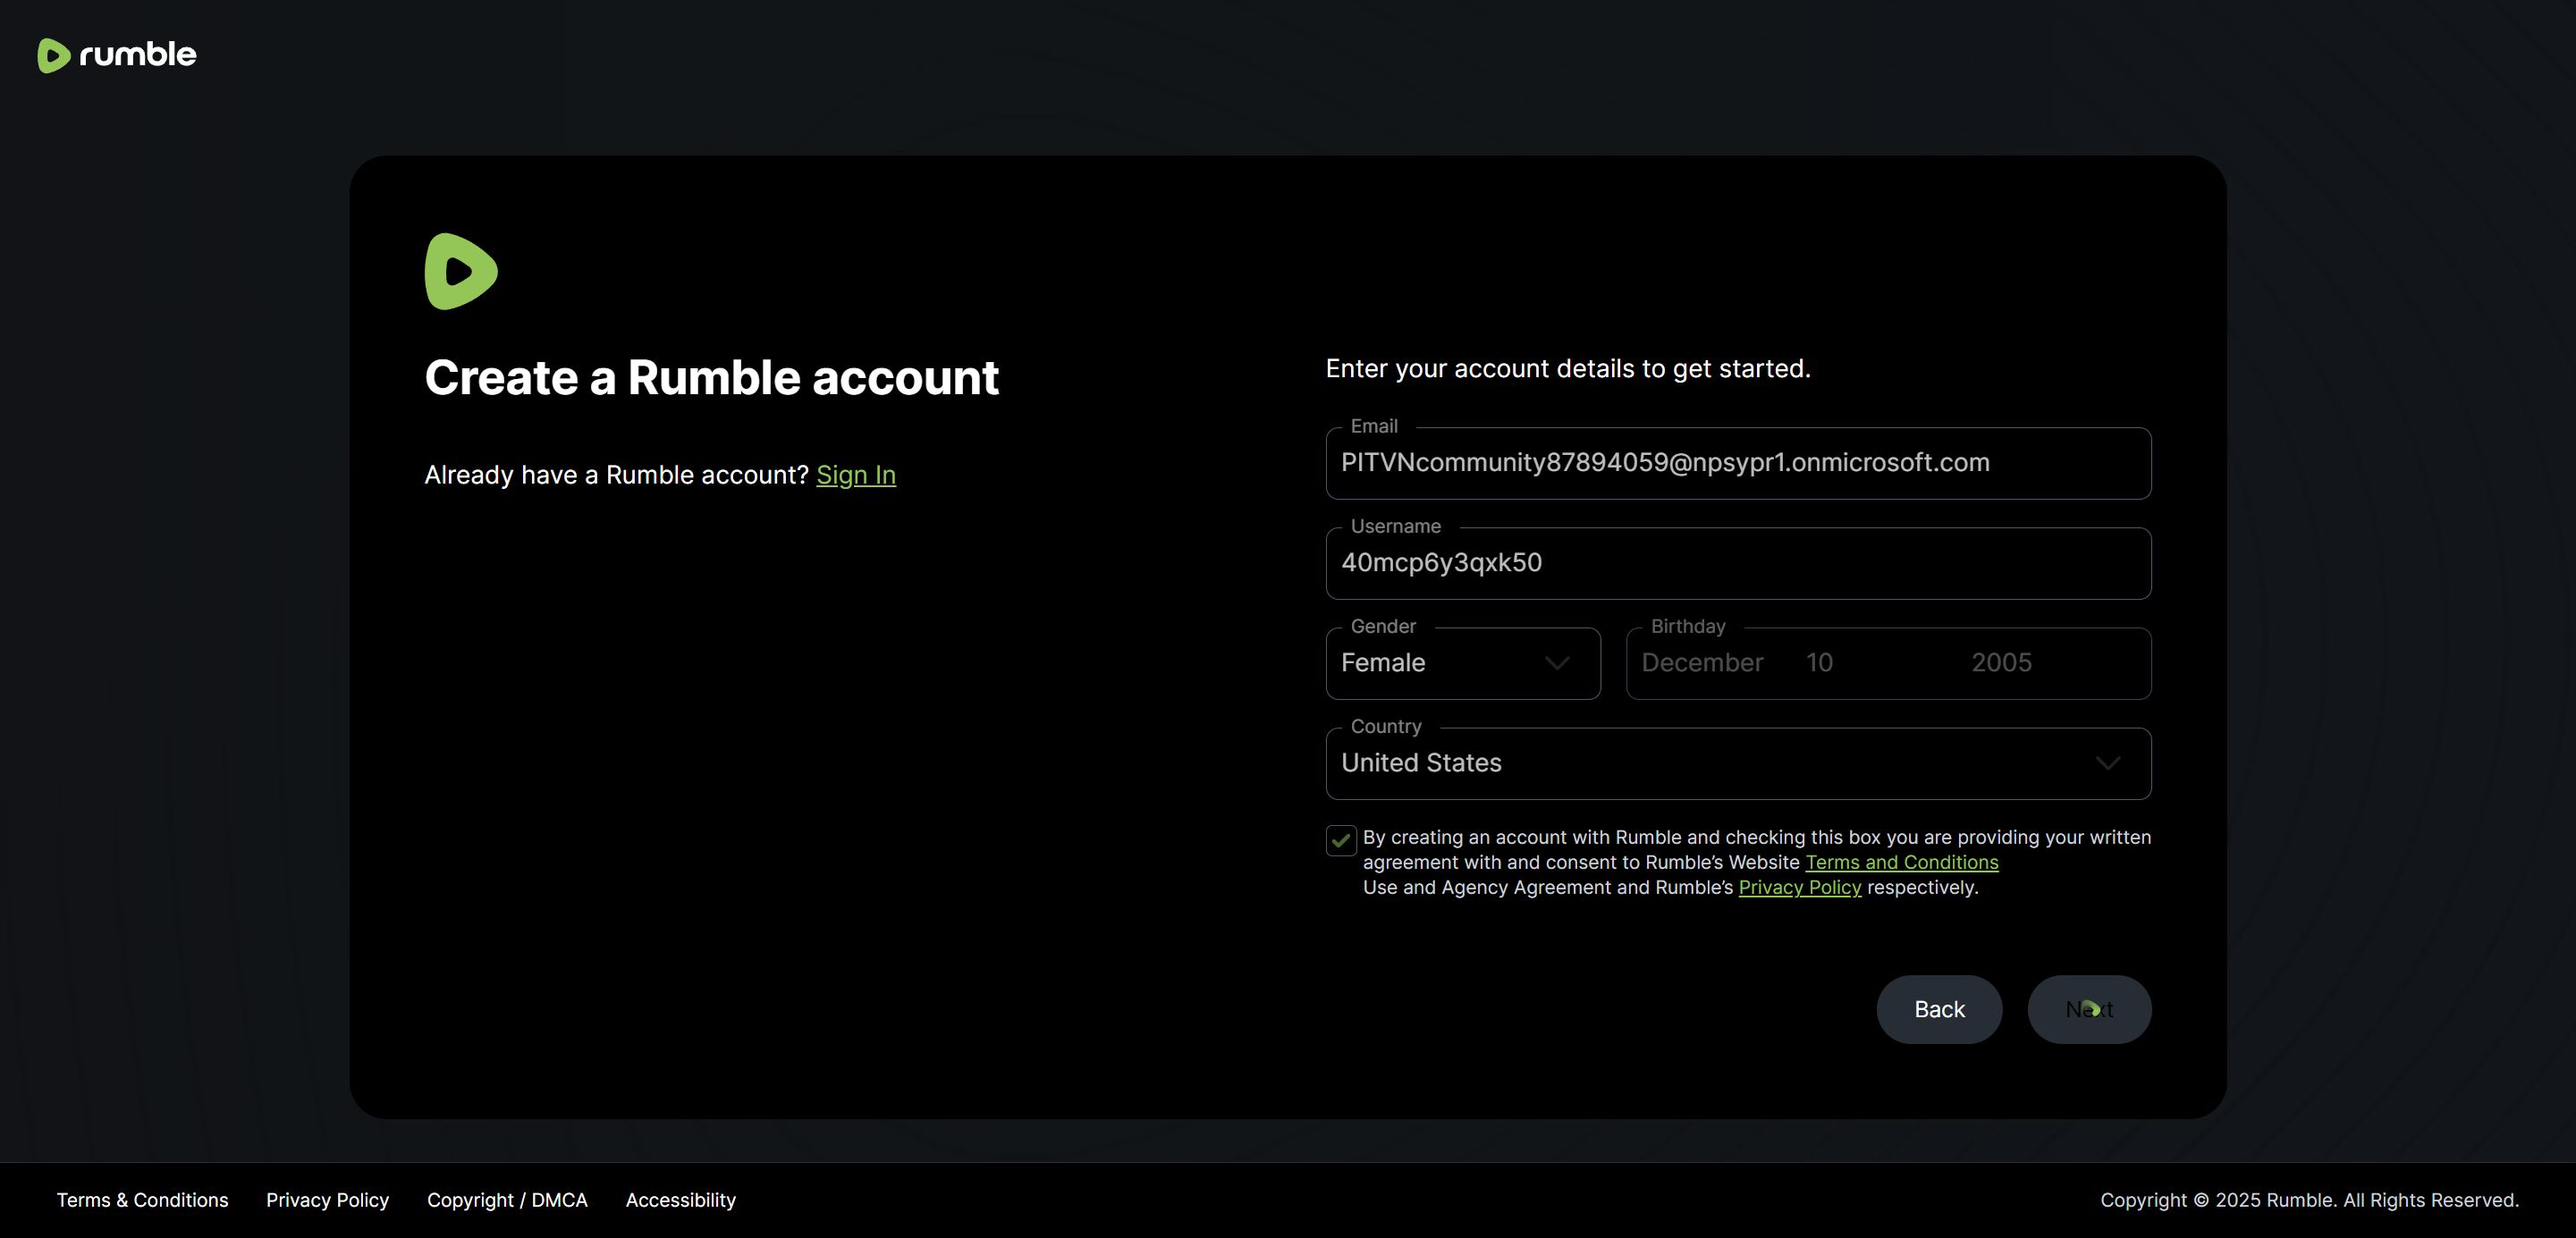 rumble
Create a Rumble account
Already have a Rumble account? Sign In
Enter your account details to get started.
Email
PITVNcommunity87894059@npsypr1.onmicrosoft.com
Username
40mcp6y3qxk50
Gender
Female
Birthday
December 10 2005
Country
United States
By creating an account with Rumble and checking this box you are providing your written
agreement with and consent to Rumble’s Website Terms and Conditions
Use and Agency Agreement and Rumble’s Privacy Policy respectively.
Back
Next
Terms & Conditions
Privacy Policy
Copyright / DMCA
Accessibility
Copyright © 2025 Rumble. All Rights Reserved.